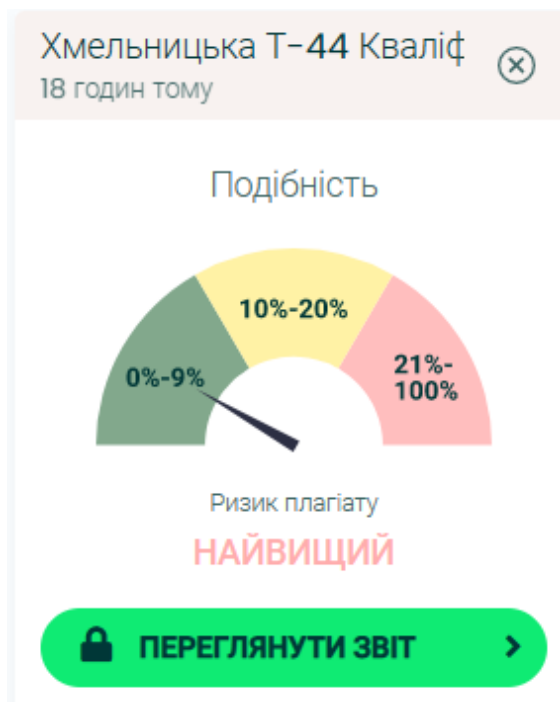 Хмельницька Т-44 Кваліф
18 годин тому
Подібність
10%-20%
0%-9%
21%-
100%
Ризик плагіату
НАЙВИЩИЙ
ПЕРЕГЛЯНУТИ ЗВІТ